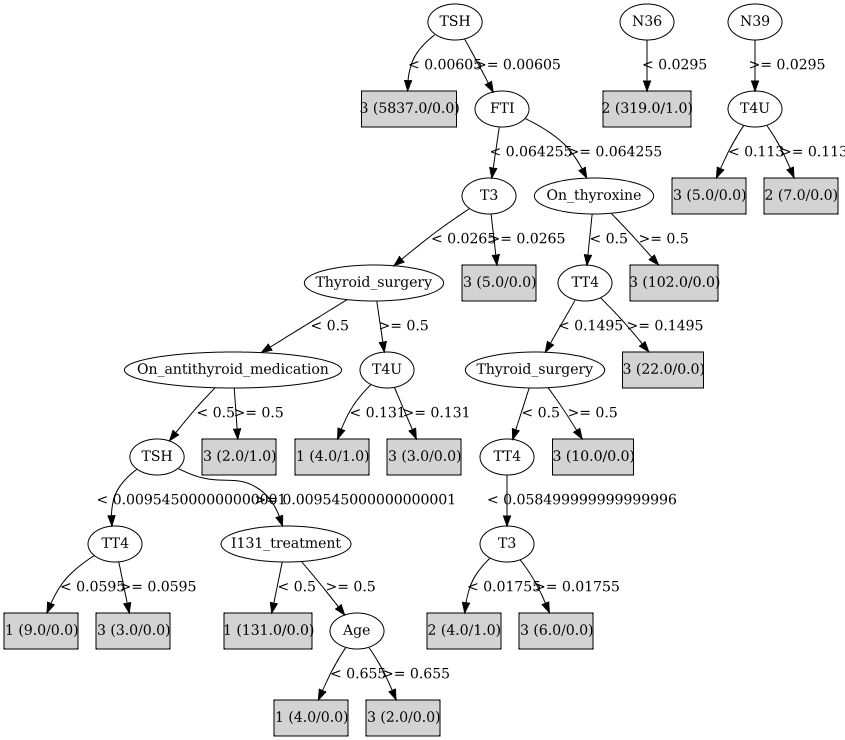 TSH
N36
N39
< 0.00605
>= 0.00605
< 0.0295
>= 0.0295
3 (5837.0/0.0)
FTI
2 (319.0/1.0)
T4U
< 0.064255
>= 0.064255
< 0.113
>= 0.113
T3
On_thyroxine
3 (5.0/0.0)
2 (7.0/0.0)
< 0.0265
>= 0.0265
< 0.5
>= 0.5
Thyroid_surgery
3 (5.0/0.0)
TT4
3 (102.0/0.0)
< 0.5
>= 0.5
< 0.1495
>= 0.1495
On_antithyroid_medication
T4U
Thyroid_surgery
3 (22.0/0.0)
< 0.5
>= 0.5
< 0.131
>= 0.131
< 0.5
>= 0.5
TSH
3 (2.0/1.0)
1 (4.0/1.0)
3 (3.0/0.0)
TT4
3 (10.0/0.0)
< 0.009545000000000001
>= 0.009545000000000001
< 0.058499999999999996
TT4
I131_treatment
T3
< 0.0595
>= 0.0595
< 0.5
>= 0.5
< 0.01755
>= 0.01755
1 (9.0/0.0)
3 (3.0/0.0)
1 (131.0/0.0)
Age
2 (4.0/1.0)
3 (6.0/0.0)
< 0.655
>= 0.655
1 (4.0/0.0)
3 (2.0/0.0)